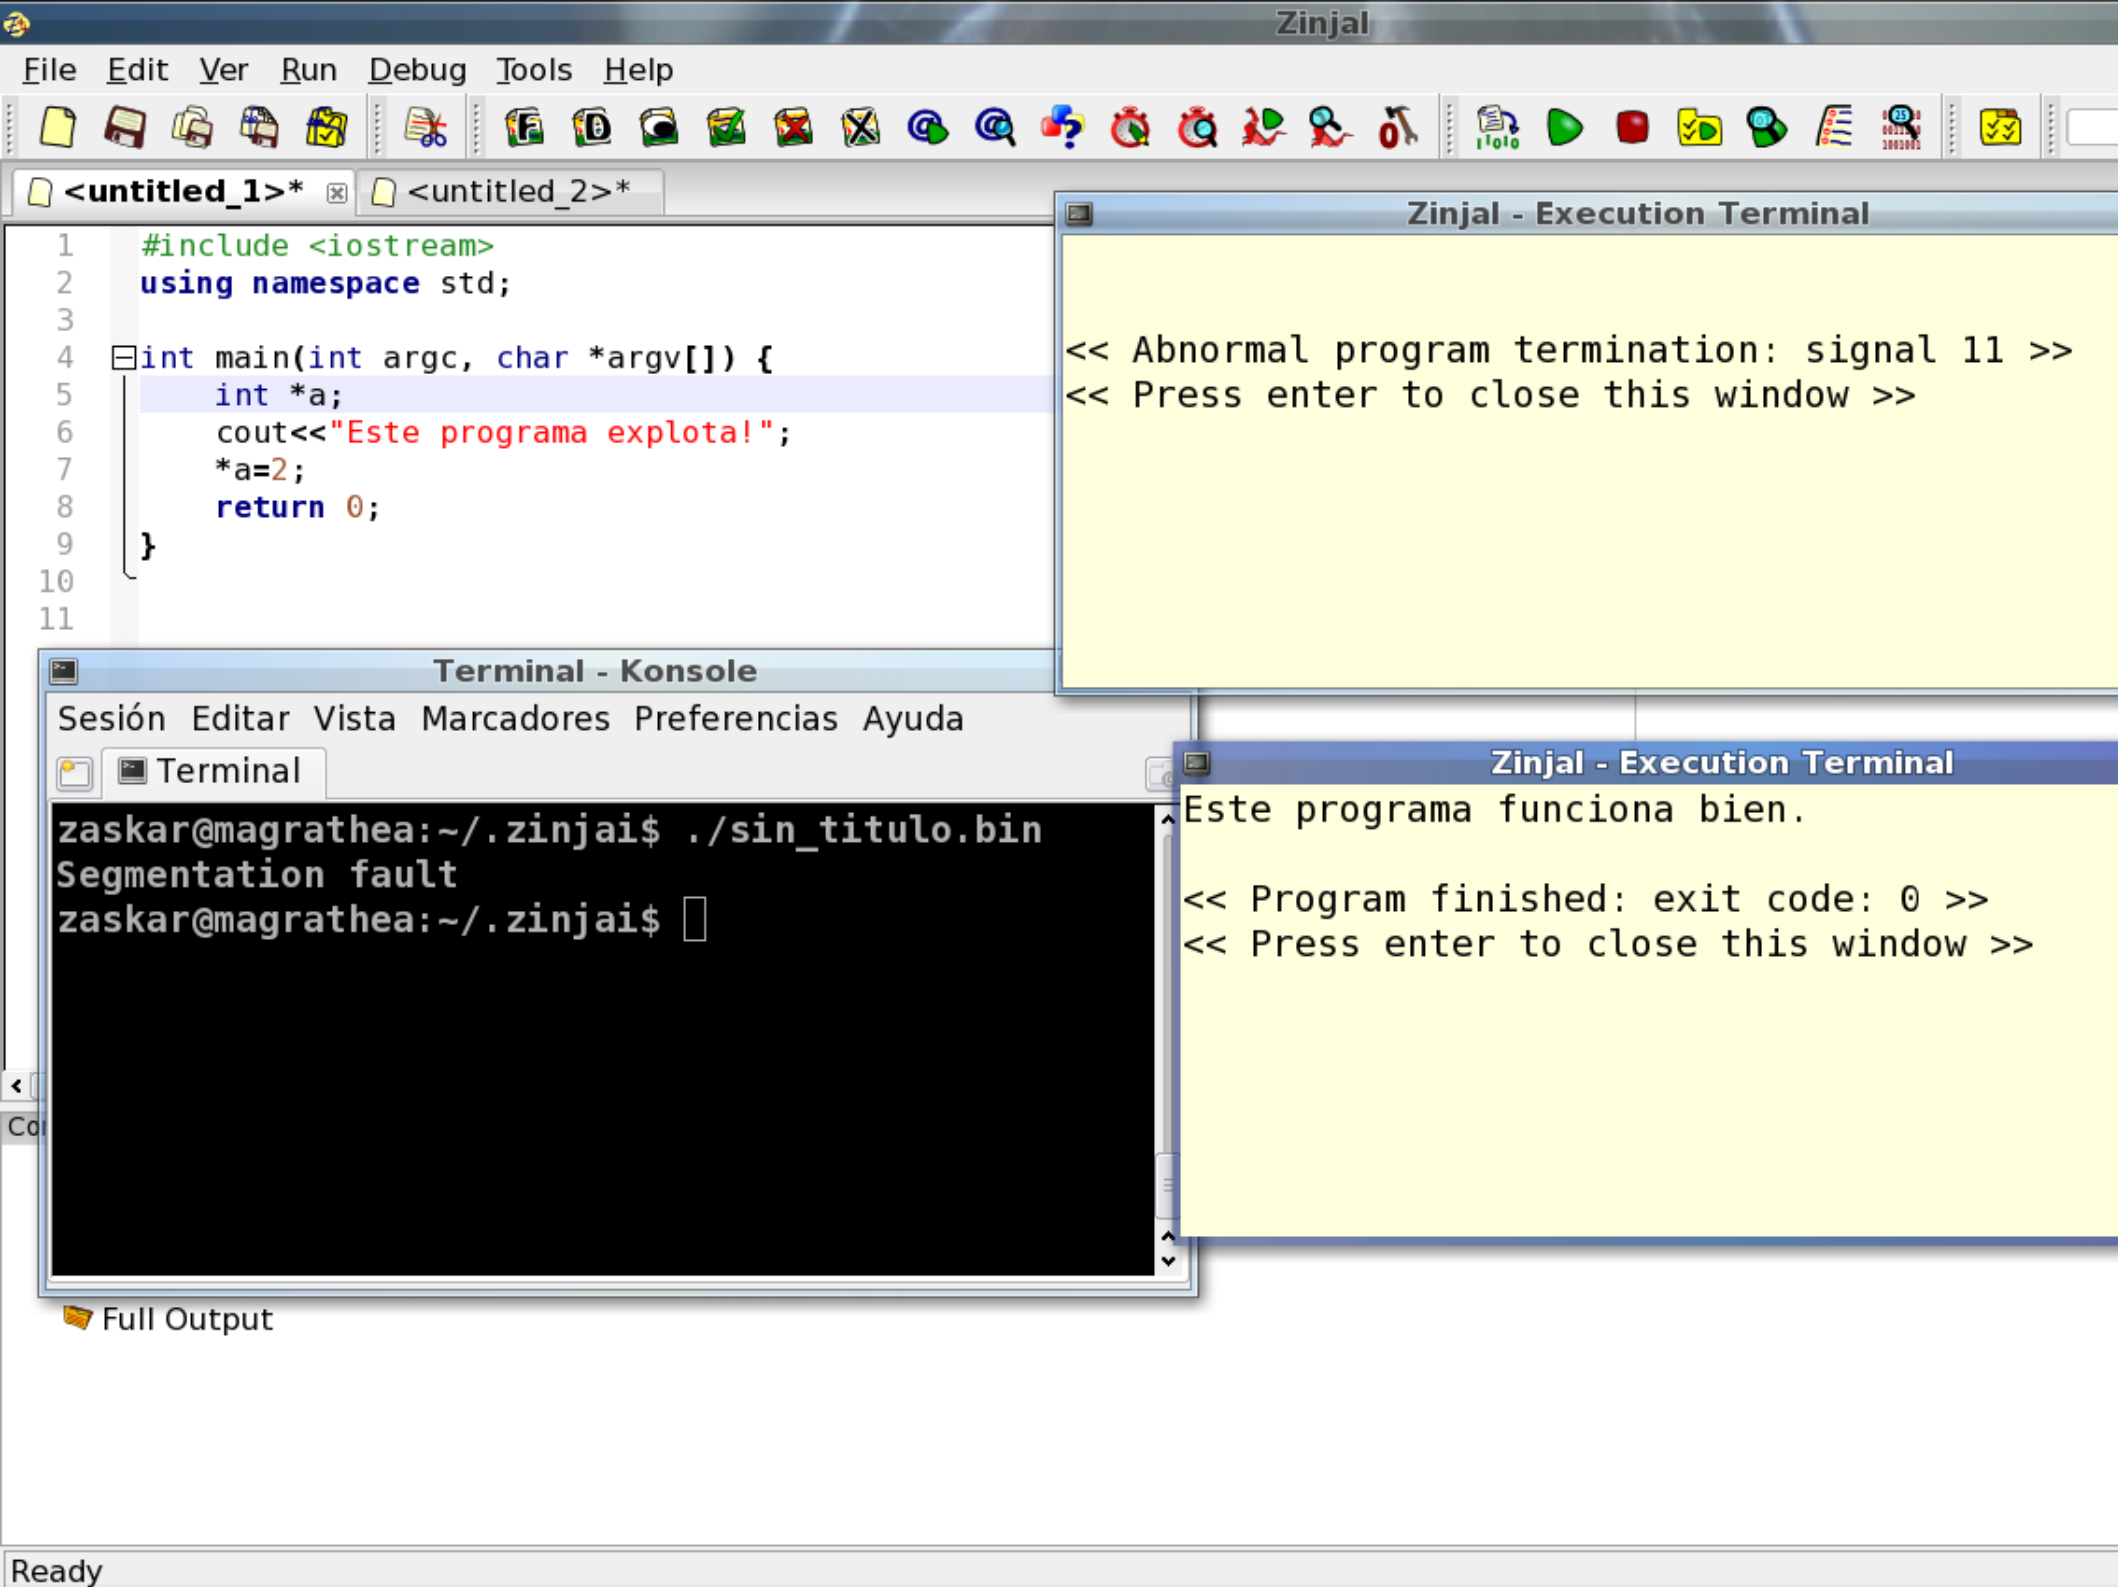 ZinjaI
File Edit Ver Run Debug Tools Help
<untitled_1>* <untitled_2>*
1 #include <iostream>
2 using namespace std;
3
4 int main(int argc, char *argv[]) {
5 int *a;
6 cout<<"Este programa explota!";
7 *a=2;
8 return 0;
9 }
10
11
ZinjaI - Execution Terminal
<< Abnormal program termination: signal 11 >>
<< Press enter to close this window >>
Terminal - Konsole
Sesión Editar Vista Marcadores Preferencias Ayuda
Terminal
zaskar@magrathea:~/.zinjai$ ./sin_titulo.bin
Segmentation fault
zaskar@magrathea:~/.zinjai$
ZinjaI - Execution Terminal
Este programa funciona bien.
<< Program finished: exit code: 0 >>
<< Press enter to close this window >>
Full Output
Ready